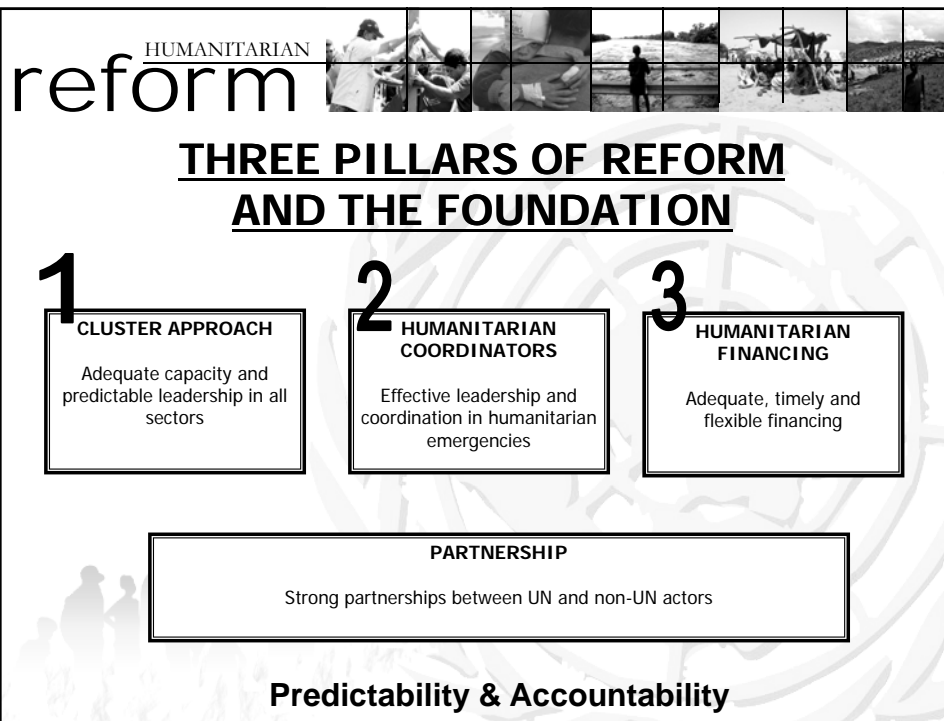 HUMANITARIAN
reform
THREE PILLARS OF REFORM
AND THE FOUNDATION
1
CLUSTER APPROACH
Adequate capacity and
predictable leadership in all
sectors
2
HUMANITARIAN
COORDINATORS
Effective leadership and
coordination in humanitarian
emergencies
3
HUMANITARIAN
FINANCING
Adequate, timely and
flexible financing
PARTNERSHIP
Strong partnerships between UN and non-UN actors
Predictability & Accountability